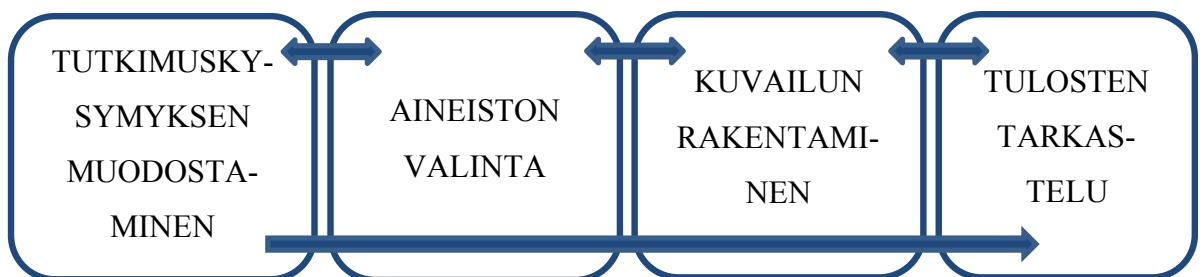 TUTKIMUSKY-
SYMYKSEN
MUODOSTA-
MINEN
AINEISTON
VALINTA
KUVAILUN
RAKENTAMI-
NEN
TULOSTEN
TARKAS-
TELU